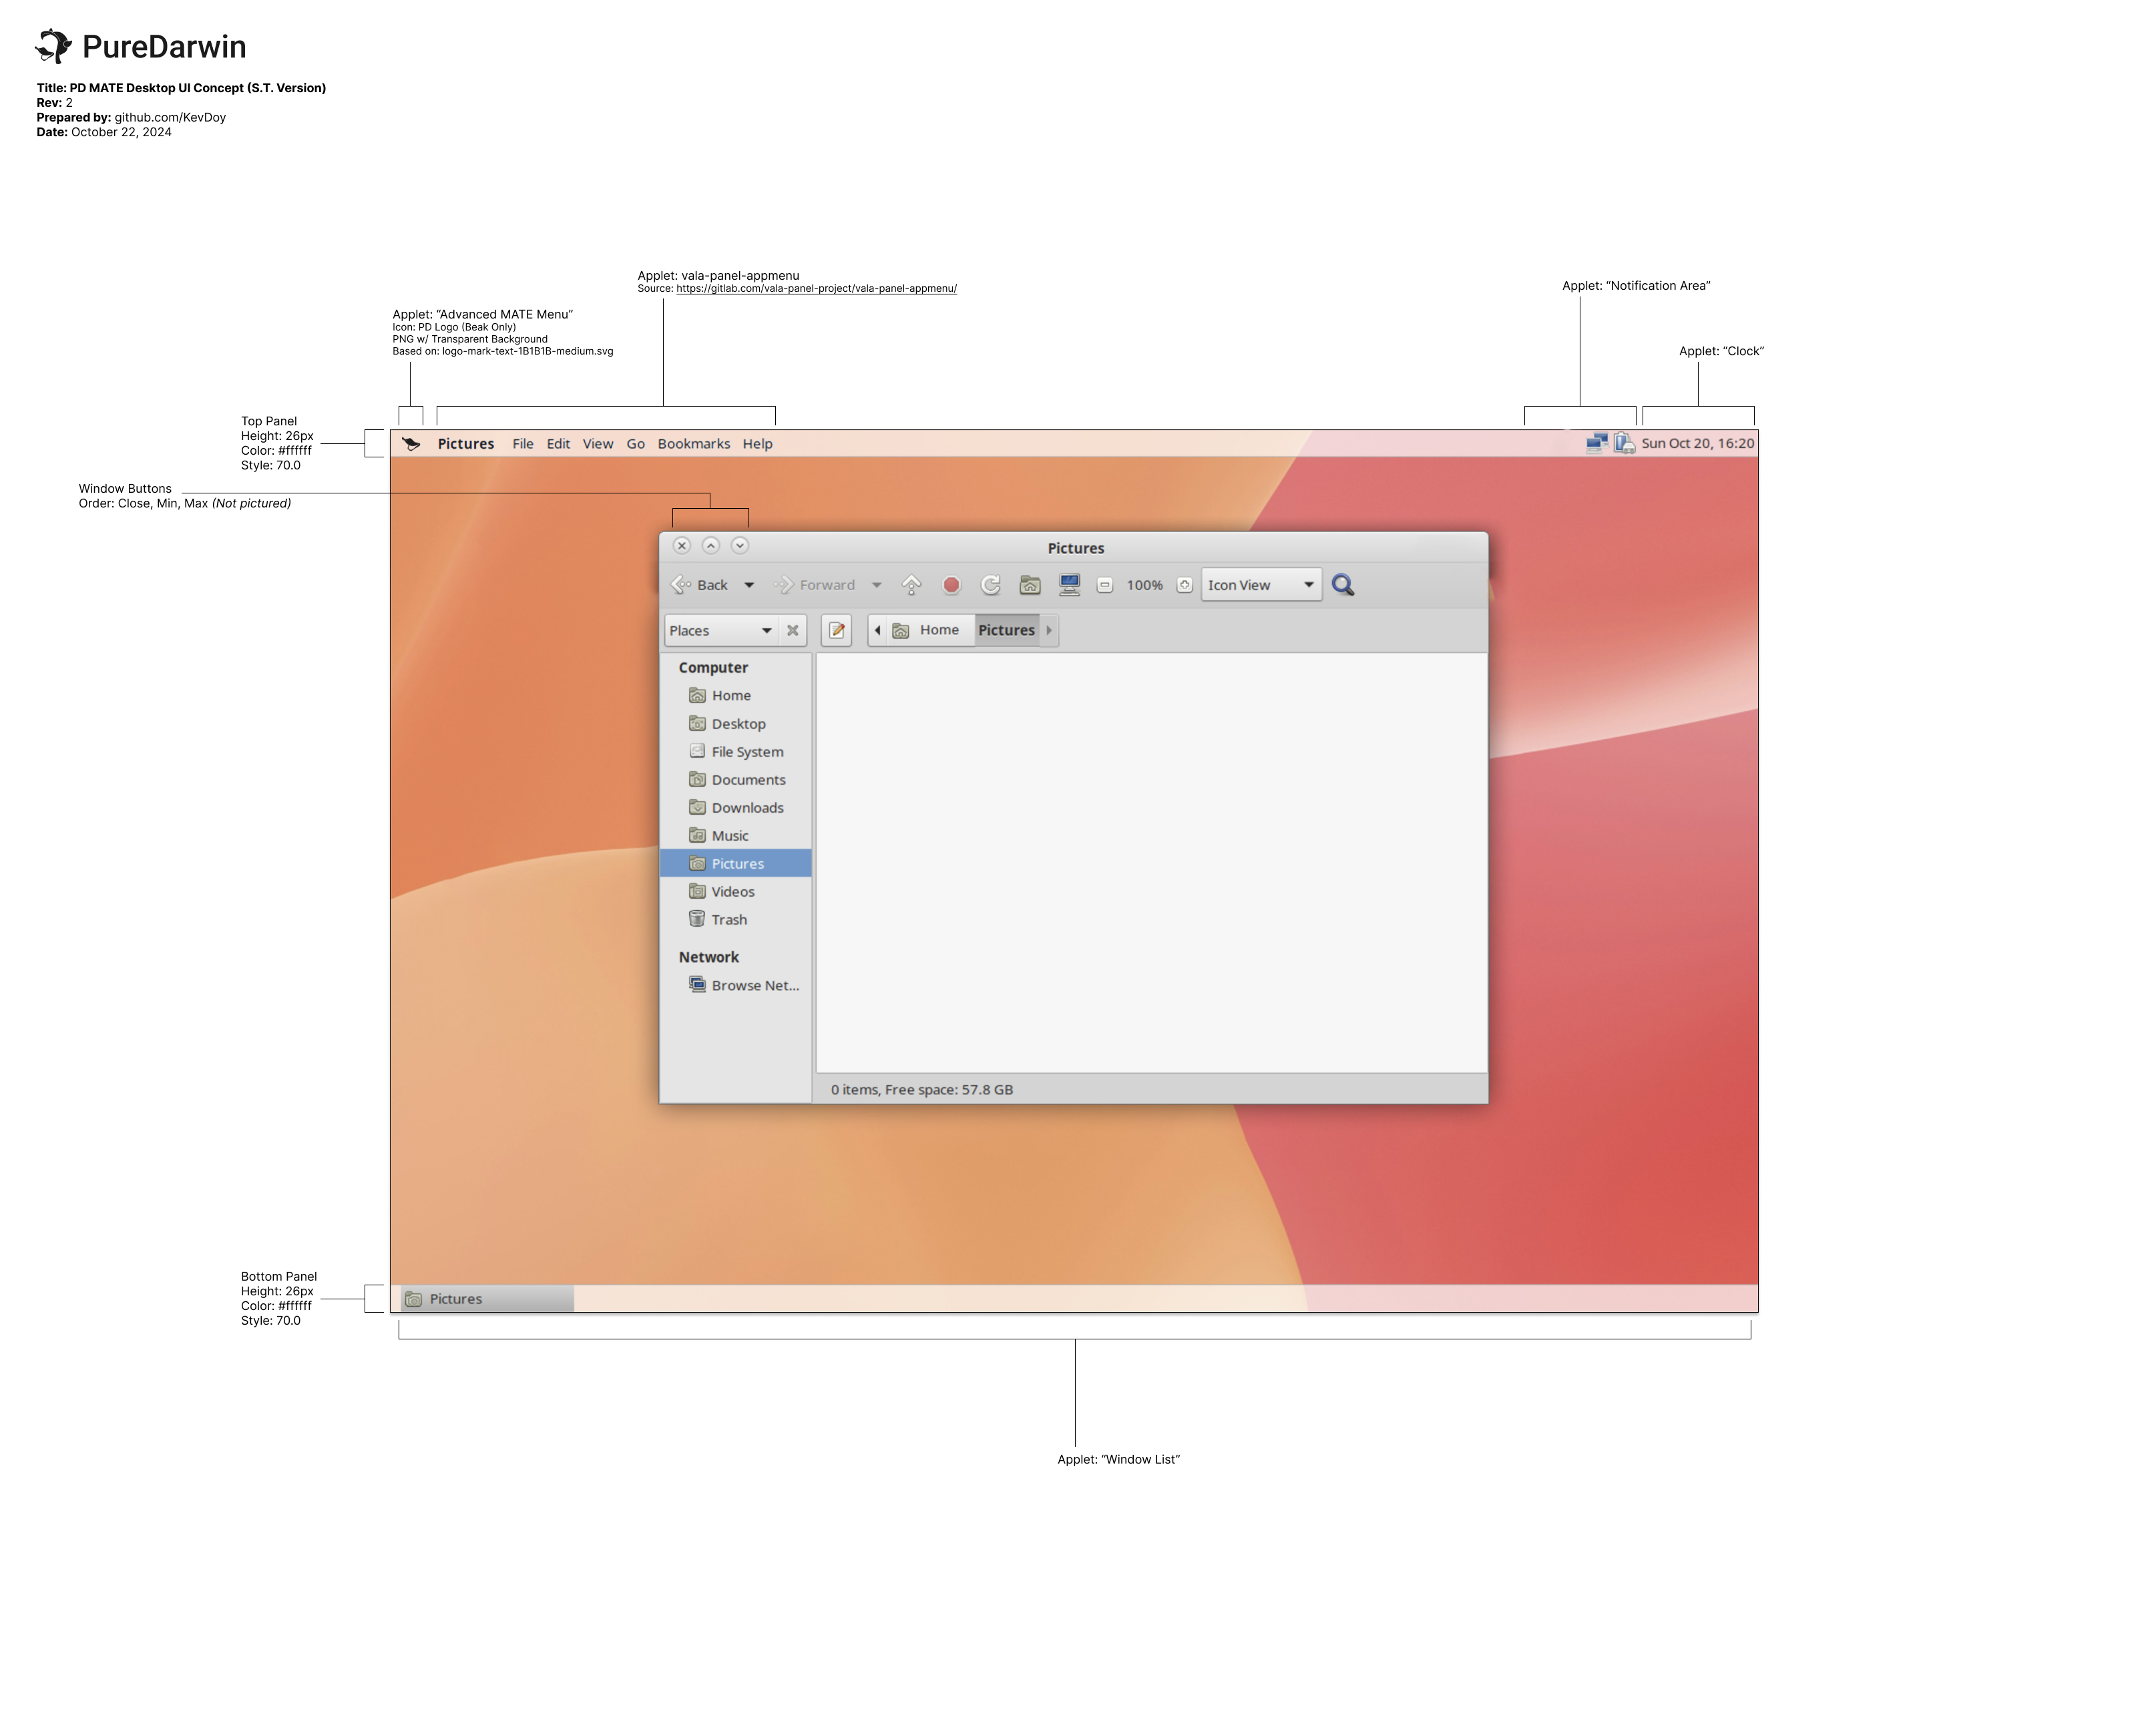 PureDarwin
Title: PD MATE Desktop UI Concept (S.T. Version)
Rev: 2
Prepared by: github.com/KevDoy
Date: October 22, 2024
Applet: vala-panel-appmenu
Source: https://gitlab.com/vala-panel-project/vala-panel-appmenu/
Applet: “Notification Area”
Applet: “Advanced MATE Menu”
Icon: PD Logo (Beak Only)
PNG w/ Transparent Background
Based on: logo-mark-text-1B1B1B-medium.svg
Applet: “Clock”
Top Panel
Height: 26px
Color: #ffffff
Style: 70.0
Pictures File Edit View Go Bookmarks Help
Sun Oct 20, 16:20
Window Buttons
Order: Close, Min, Max (Not pictured)
Pictures
Back Forward 100% Icon View
Places Home Pictures
Computer
Home
Desktop
File System
Documents
Downloads
Music
Pictures
Videos
Trash
Network
Browse Net...
0 items, Free space: 57.8 GB
Bottom Panel
Height: 26px
Color: #ffffff
Style: 70.0
Pictures
Applet: “Window List”